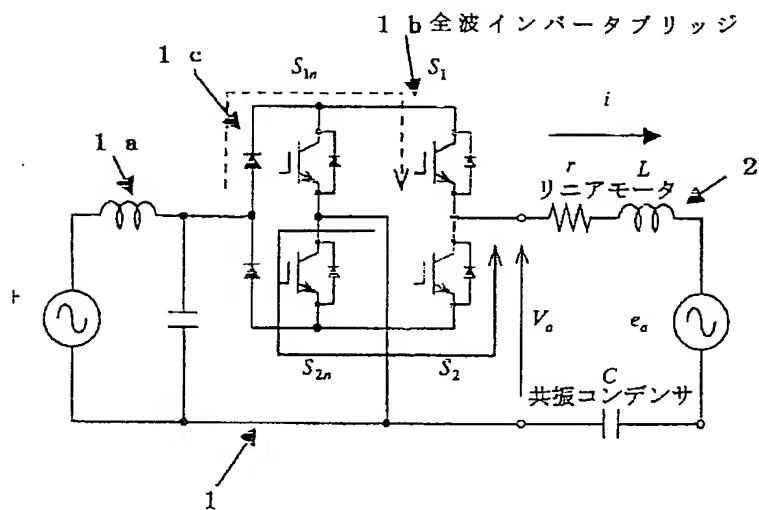 1 b 全波インバータブリッジ
1 c
S1n
S1
i
1 a
r
L
2
リニアモータ
Va
ea
S2n
S2
C
共振コンデンサ
1